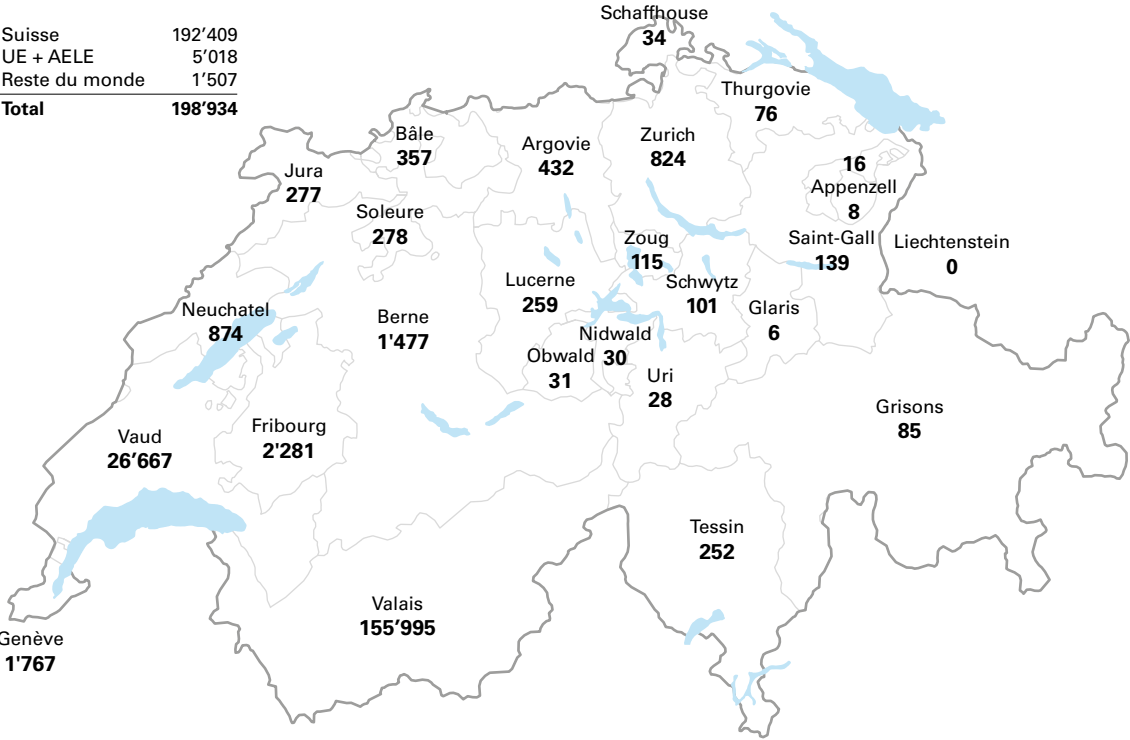 Suisse 192’409
UE + AELE 5’018
Reste du monde 1’507
Total 198’934
Schaffhouse
34
Thurgovie
76
Bâle
357
Argovie
432
Zurich
824
Jura
277
16
Appenzell
8
Soleure
278
Zoug
115
Saint-Gall
139
Liechtenstein
0
Lucerne
259
Schwytz
101
Neuchatel
874
Berne
1'477
Glaris
6
Nidwald
30
Obwald
31
Uri
28
Grisons
85
Vaud
26’667
Fribourg
2'281
Tessin
252
Valais
155’995
Genève
1'767